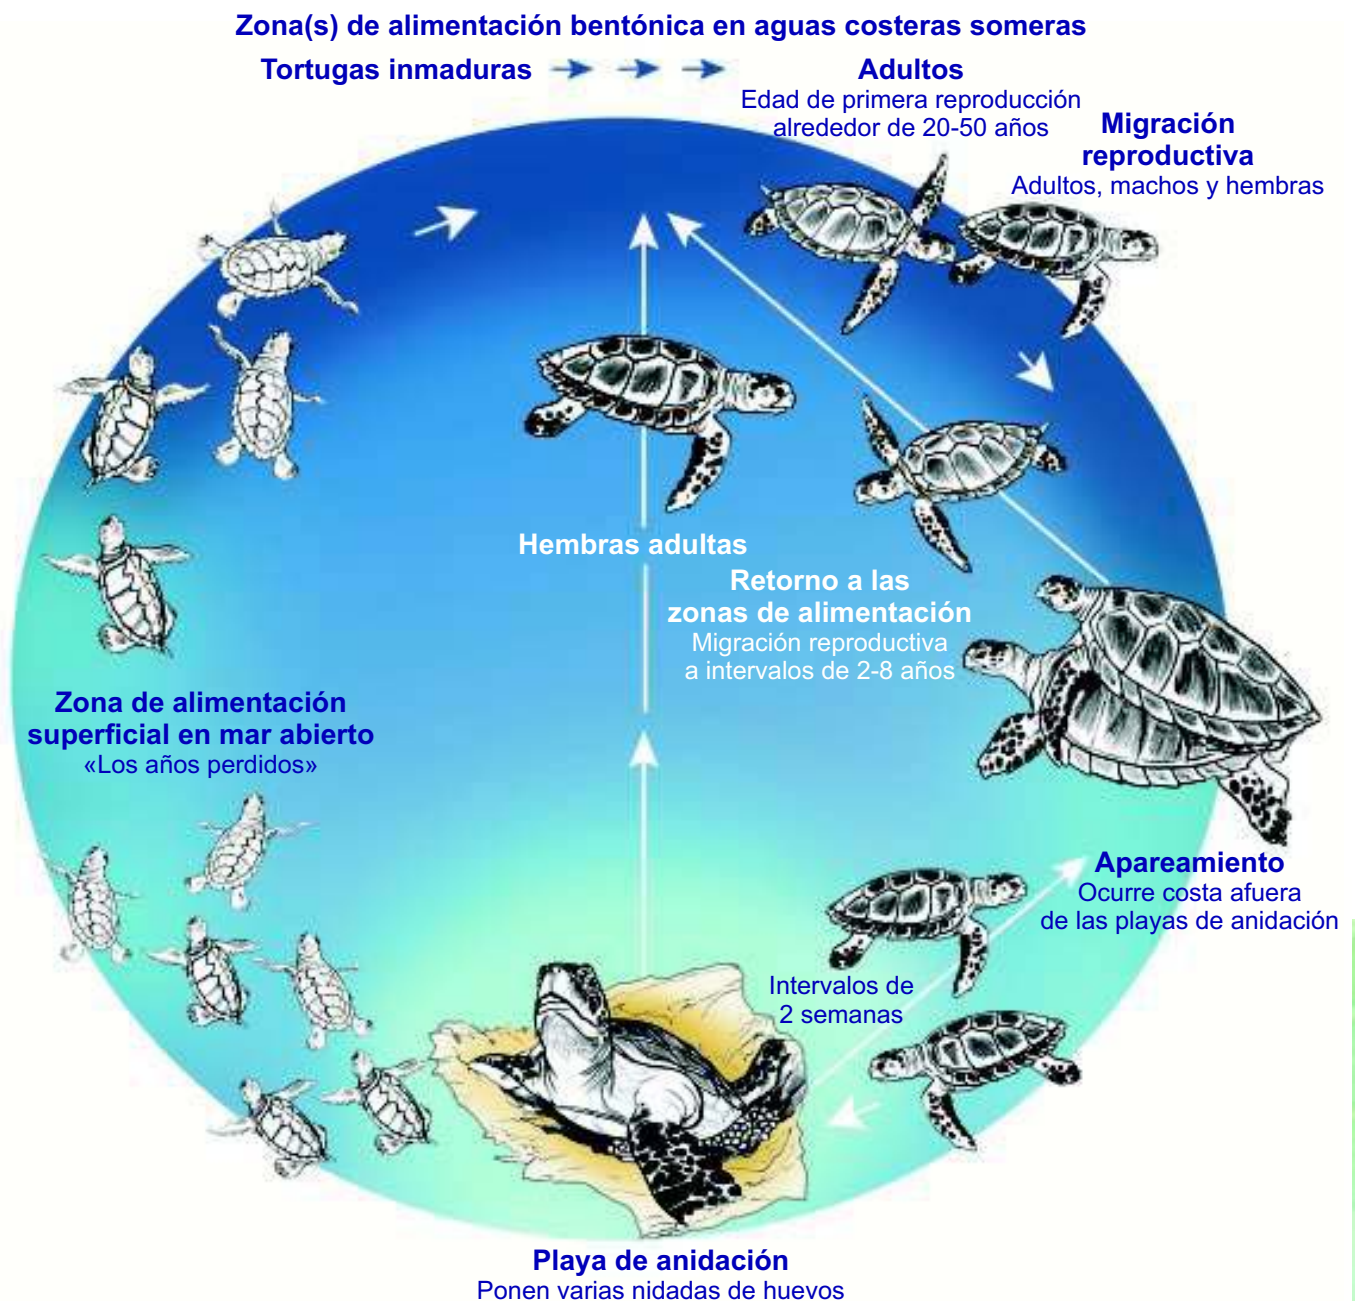 Zona(s) de alimentación bentónica en aguas costeras someras
Tortugas inmaduras
Adultos
Edad de primera reproducción
alrededor de 20-50 años
Migración
reproductiva
Adultos, machos y hembras
Hembras adultas
Retorno a las
zonas de alimentación
Migración reproductiva
a intervalos de 2-8 años
Zona de alimentación
superficial en mar abierto
«Los años perdidos»
Apareamiento
Ocurre costa afuera
de las playas de anidación
Intervalos de
2 semanas
Playa de anidación
Ponen varias nidadas de huevos